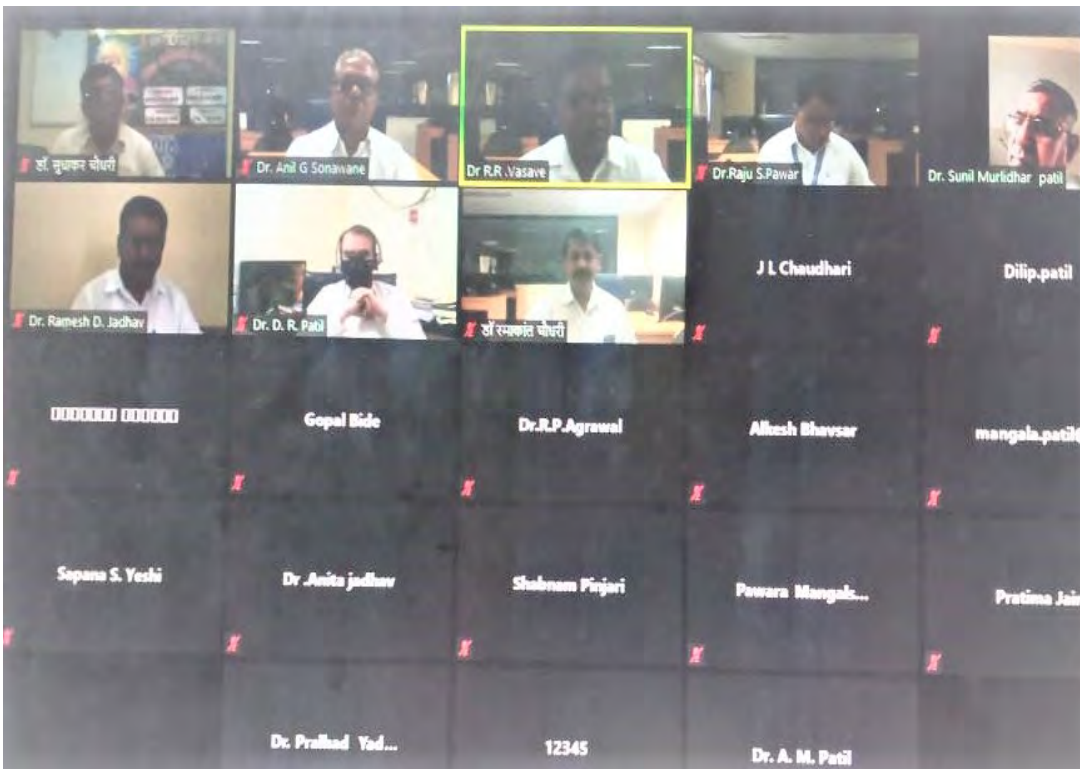 डॉ. सुधाकर चौधरी
Dr. Anil G Sonawane
Dr R.R .Vasave
Dr.Raju S.Pawar
Dr. Sunil Murlidhar patil
Dr. Ramesh D. Jadhav
Dr. D. R. Patil
डॉ रमाकांत चौधरी
J L Chaudhari
Dilip.patil
Gopal Bide
Dr.R.P.Agrawal
Alkesh Bhavsar
mangala.patil
Sapana S. Yeshi
Dr .Anita jadhav
Shabnam Pinjari
Pawara Mangals...
Pratima Jain
Dr. Pralhad Yad...
12345
Dr. A. M. Patil